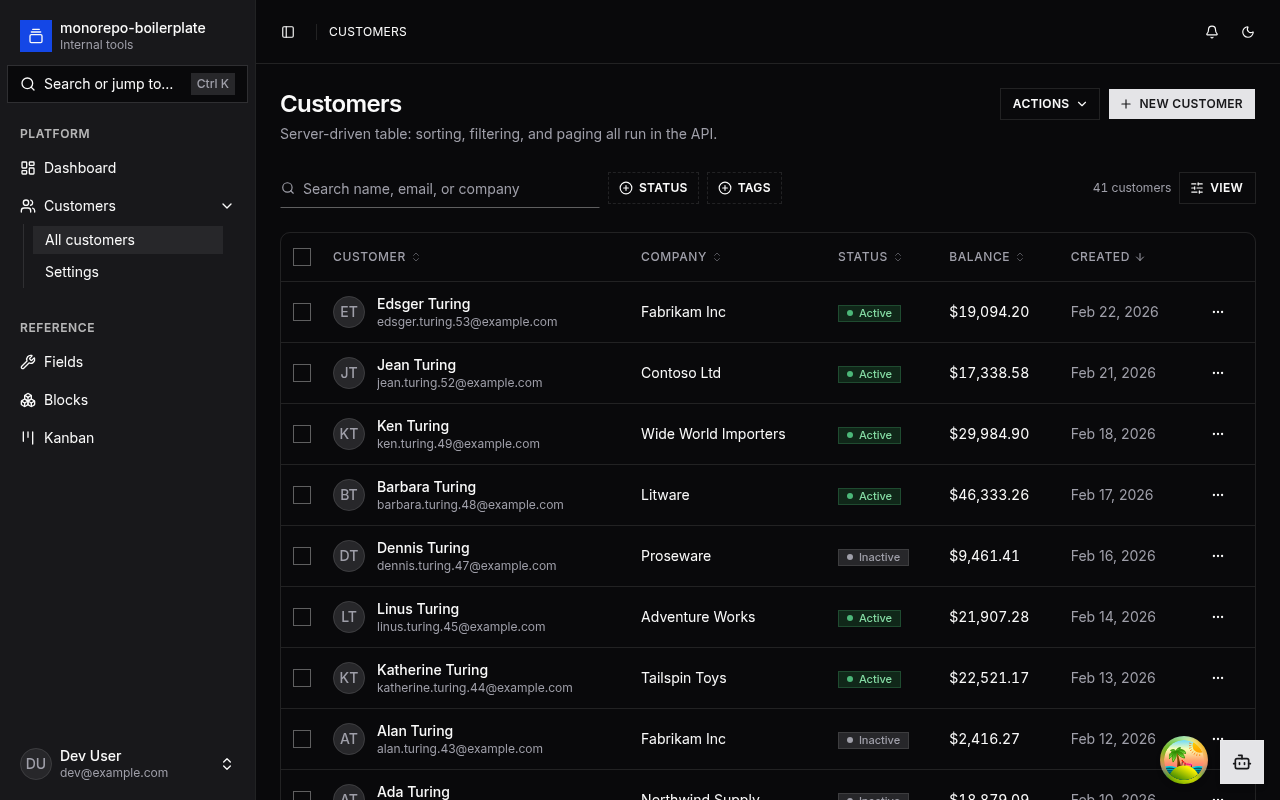 monorepo-boilerplate
Internal tools
Search or jump to...
Ctrl K
PLATFORM
Dashboard
Customers
All customers
Settings
REFERENCE
Fields
Blocks
Kanban
DU
Dev User
dev@example.com
CUSTOMERS
Customers
Server-driven table: sorting, filtering, and paging all run in the API.
ACTIONS
NEW CUSTOMER
Search name, email, or company
STATUS
TAGS
41 customers
VIEW
CUSTOMER COMPANY STATUS BALANCE CREATED
ET Edsger Turing
edsger.turing.53@example.com
Fabrikam Inc Active $19,094.20 Feb 22, 2026
JT Jean Turing
jean.turing.52@example.com
Contoso Ltd Active $17,338.58 Feb 21, 2026
KT Ken Turing
ken.turing.49@example.com
Wide World Importers Active $29,984.90 Feb 18, 2026
BT Barbara Turing
barbara.turing.48@example.com
Litware Active $46,333.26 Feb 17, 2026
DT Dennis Turing
dennis.turing.47@example.com
Proseware Inactive $9,461.41 Feb 16, 2026
LT Linus Turing
linus.turing.45@example.com
Adventure Works Active $21,907.28 Feb 14, 2026
KT Katherine Turing
katherine.turing.44@example.com
Tailspin Toys Active $22,521.17 Feb 13, 2026
AT Alan Turing
alan.turing.43@example.com
Fabrikam Inc Inactive $2,416.27 Feb 12, 2026
AT Ada Turing
Northwind Supply Inactive $18,879.09 Feb 10, 2026